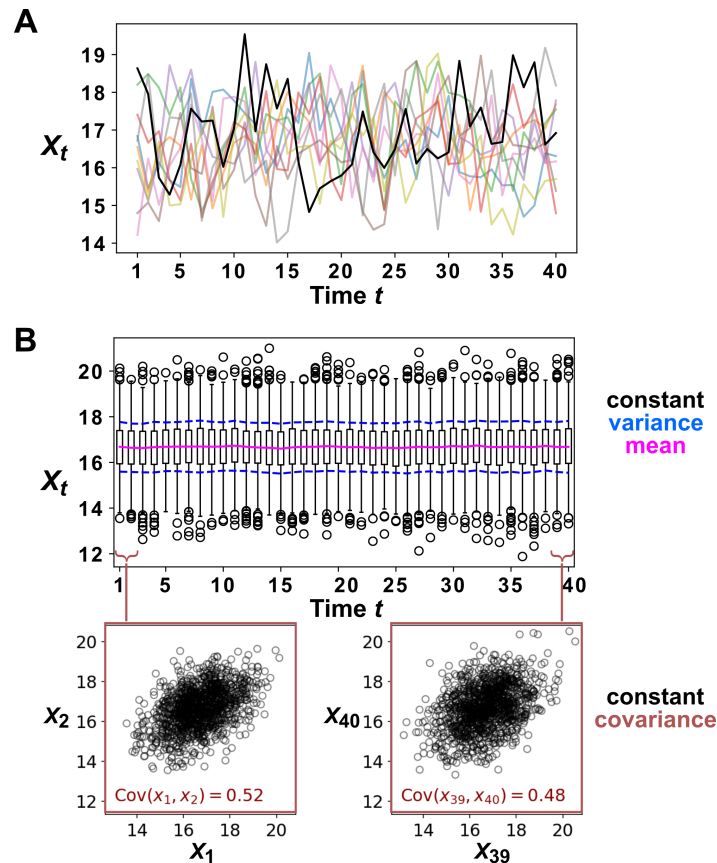 A
19
18
17
16
15
14
X_t
1 5 10 15 20 25 30 35 40
Time t
B
20
18
16
14
12
X_t
1 5 10 15 20 25 30 35 40
Time t
constant
variance
mean
20
18
16
14
12
X_2
Cov(x_1, x_2) = 0.52
14 16 18 20
X_1
20
18
16
14
12
X_40
Cov(x_39, x_40) = 0.48
14 16 18 20
X_39
constant
covariance